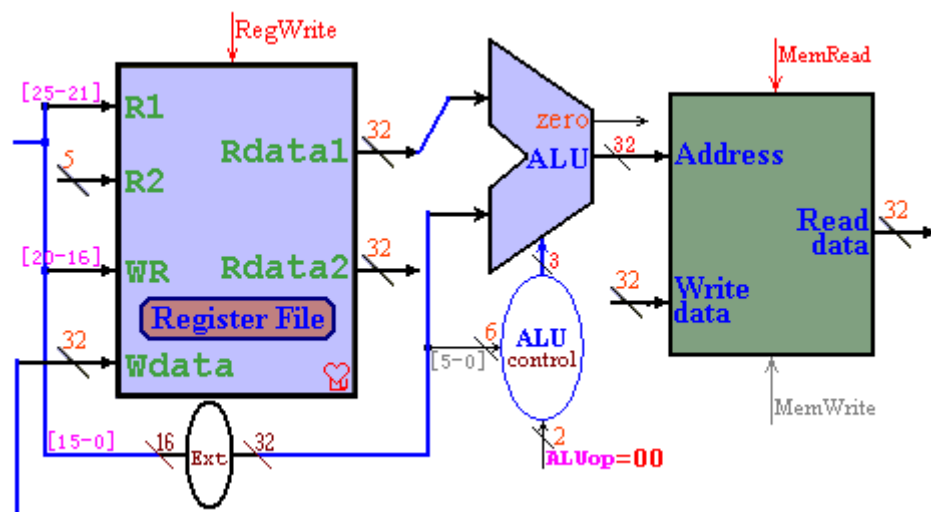 RegWrite
MemRead
[25-21]
R1
zero
5
32
Rdata1
ALU
32
Address
R2
Read
data
32
[20-16]
WR
Rdata2
32
3
32
Write
data
Register File
ALU
control
6
[5-0]
32
Wdata
MemWrite
[15-0]
16
Ext
32
2
ALUop=00